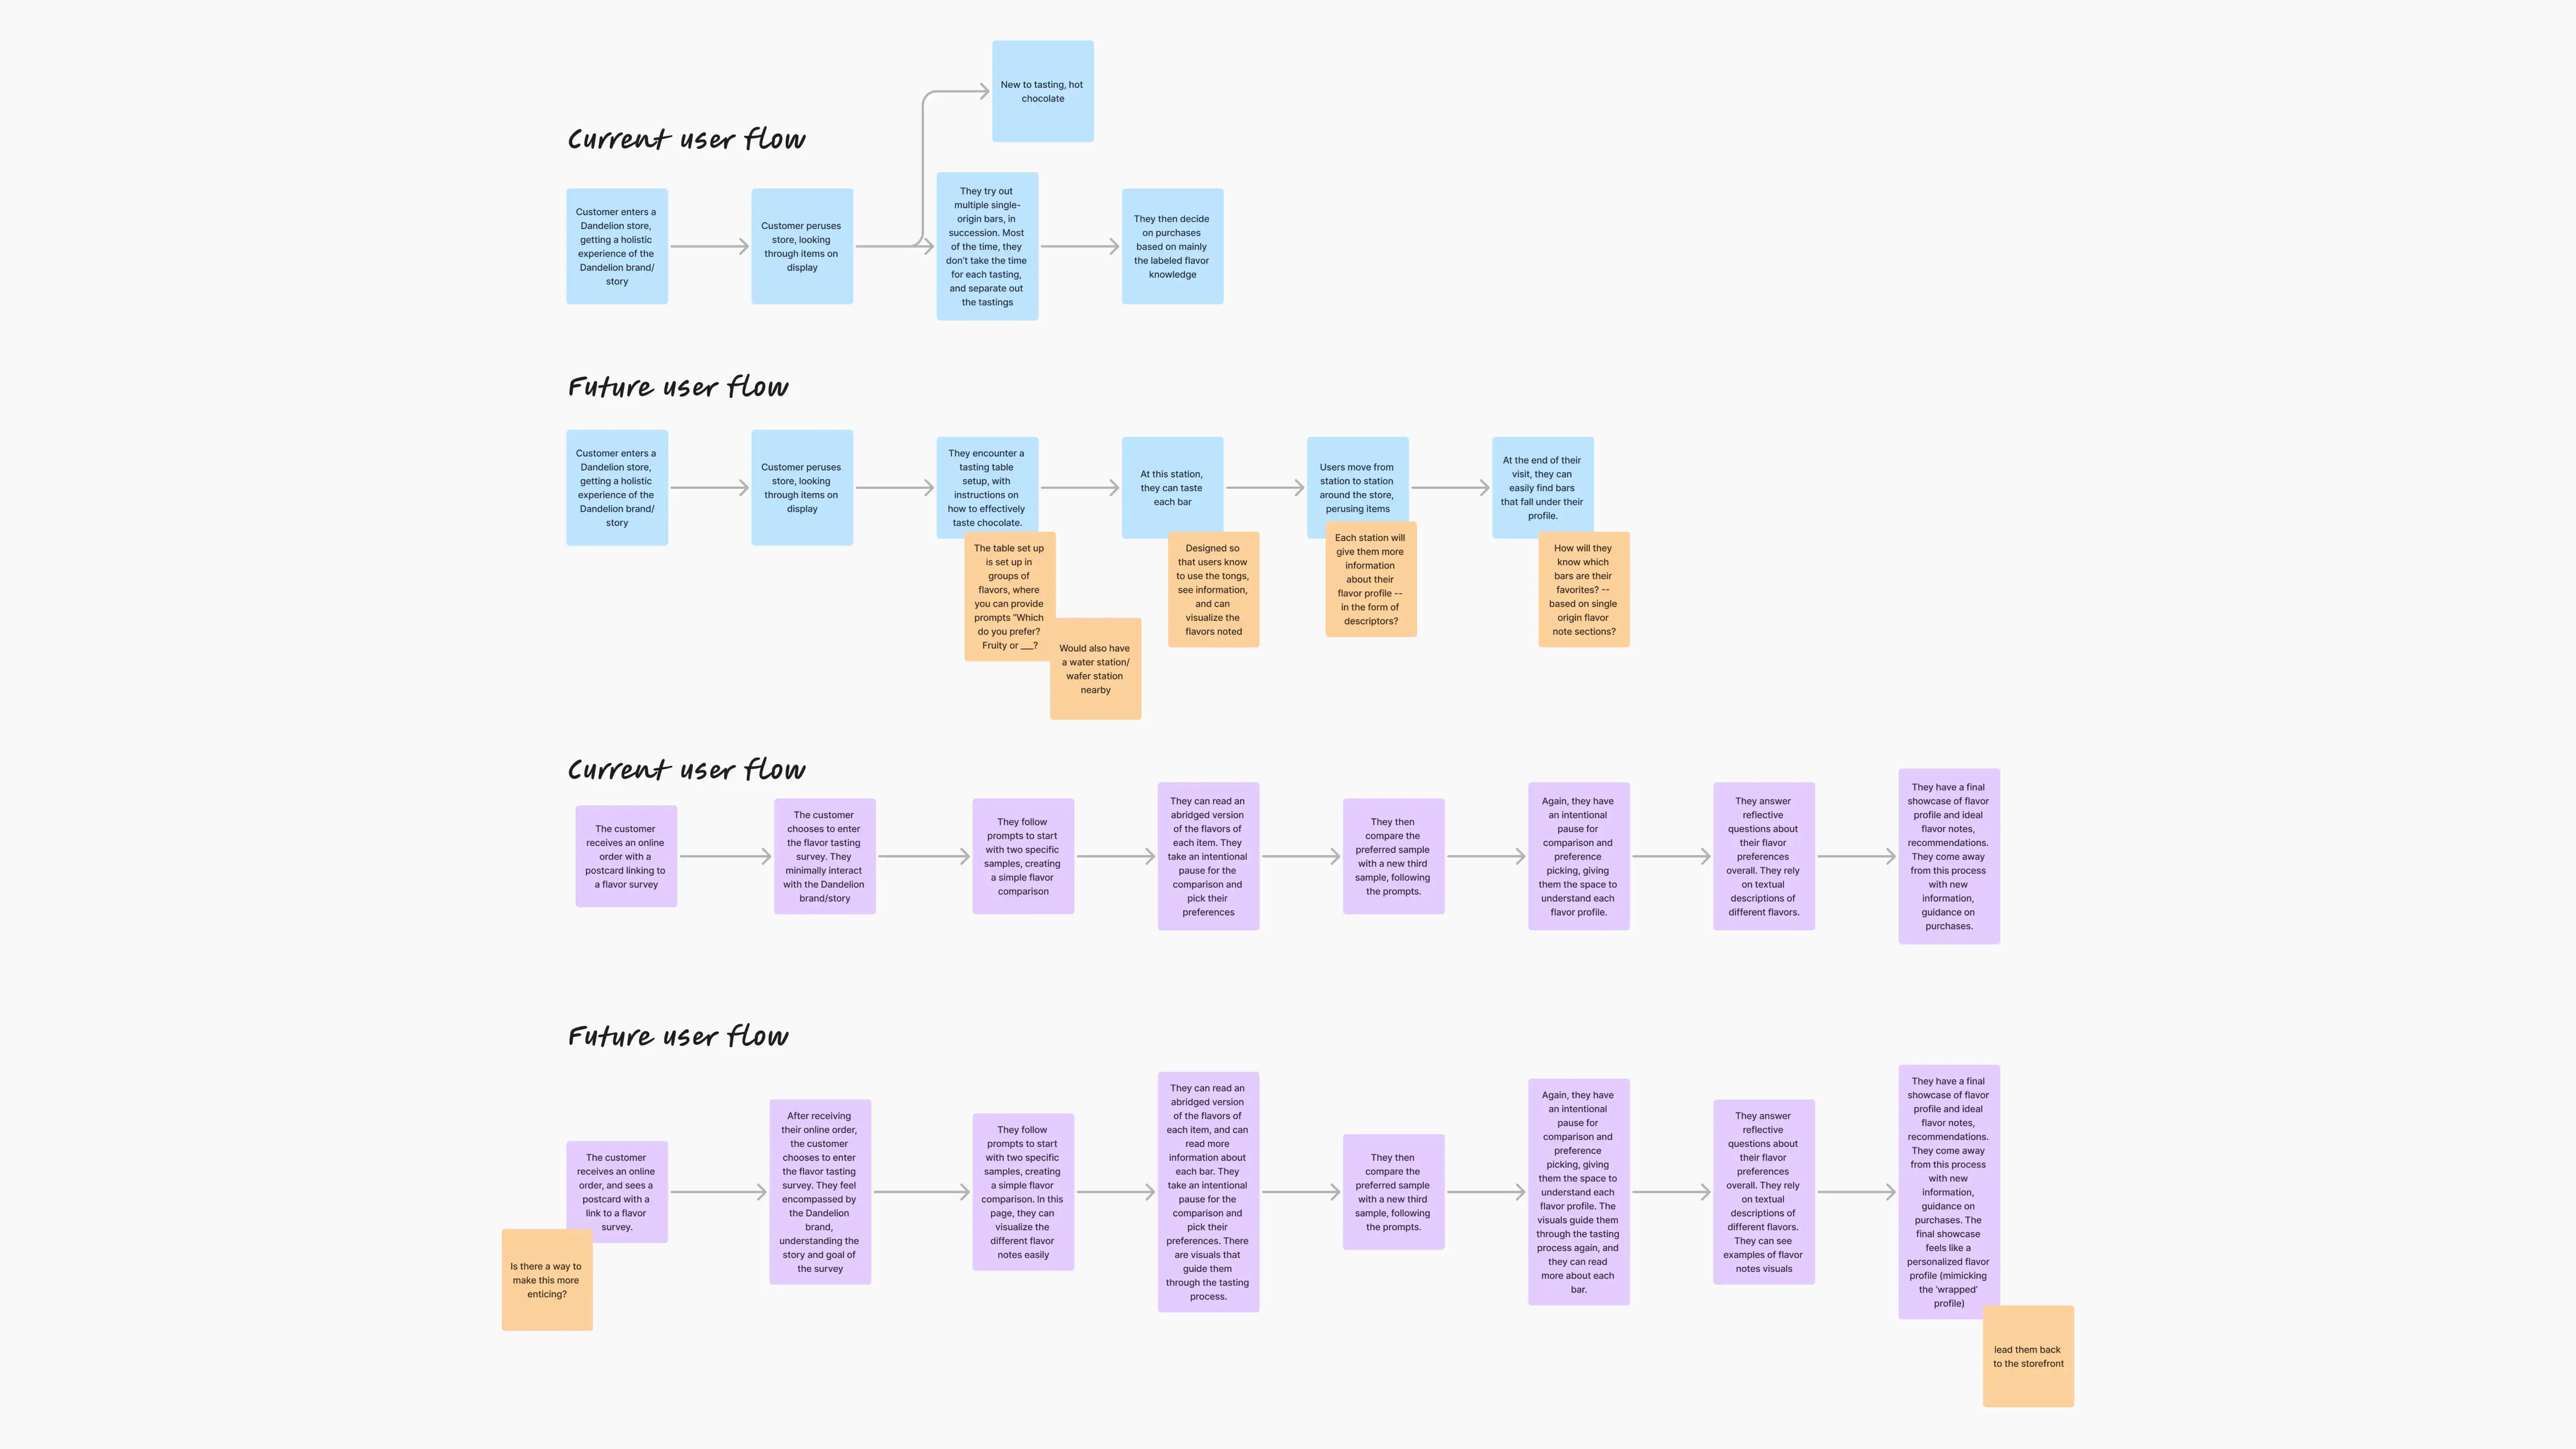 New to tasting, hot
chocolate
Current user flow
Customer enters a
Dandelion store,
getting a holistic
experience of the
Dandelion brand/
story
Customer peruses
store, looking
through items on
display
They try out
multiple single-
origin bars, in
succession. Most
of the time, they
don't take the time
for each tasting,
and separate out
the tastings
They then decide
on purchases
based on mainly
the labeled flavor
knowledge
Future user flow
Customer enters a
Dandelion store,
getting a holistic
experience of the
Dandelion brand/
story
Customer peruses
store, looking
through items on
display
They encounter a
tasting table
setup, with
instructions on
how to effectively
taste chocolate.
The table set up
is set up in
groups of
flavors, where
you can provide
prompts "Which
do you prefer?
Fruity or ___?
Would also have
a water station/
wafer station
nearby
At this station,
they can taste
each bar
Designed so
that users know
to use the tongs,
see information,
and can
visualize the
flavors noted
Users move from
station to station
around the store,
perusing items
Each station will
give them more
information
about their
flavor profile --
in the form of
descriptors?
At the end of their
visit, they can
easily find bars
that fall under their
profile.
How will they
know which
bars are their
favorites? --
based on single
origin flavor
note sections?
Current user flow
The customer
receives an online
order with a
postcard linking to
a flavor survey
The customer
chooses to enter
the flavor tasting
survey. They
minimally interact
with the Dandelion
brand/story
They follow
prompts to start
with two specific
samples, creating
a simple flavor
comparison
They can read an
abridged version
of the flavors of
each item. They
take an intentional
pause for the
comparison and
pick their
preferences
They then
compare the
preferred sample
with a new third
sample, following
the prompts.
Again, they have
an intentional
pause for
comparison and
preference
picking, giving
them the space to
understand each
flavor profile.
They answer
reflective
questions about
their flavor
preferences
overall. They rely
on textual
descriptions of
different flavors.
They have a final
showcase of flavor
profile and ideal
flavor notes,
recommendations.
They come away
from this process
with new
information,
guidance on
purchases.
Future user flow
The customer
receives an online
order, and sees a
postcard with a
link to a flavor
survey.
Is there a way to
make this more
enticing?
After receiving
their online order,
the customer
chooses to enter
the flavor tasting
survey. They feel
encompassed by
the Dandelion
brand,
understanding the
story and goal of
the survey
They follow
prompts to start
with two specific
samples, creating
a simple flavor
comparison. In this
page, they can
visualize the
different flavor
notes easily
They can read an
abridged version
of the flavors of
each item, and can
read more
information about
each bar. They
take an intentional
pause for the
comparison and
pick their
preferences. There
are visuals that
guide them
through the tasting
process.
They then
compare the
preferred sample
with a new third
sample, following
the prompts.
Again, they have
an intentional
pause for
comparison and
preference
picking, giving
them the space to
understand each
flavor profile. The
visuals guide them
through the tasting
process again, and
they can read
more about each
bar.
They answer
reflective
questions about
their flavor
preferences
overall. They rely
on textual
descriptions of
different flavors.
They can see
examples of flavor
notes visuals
They have a final
showcase of flavor
profile and ideal
flavor notes,
recommendations.
They come away
from this process
with new
information,
guidance on
purchases. The
final showcase
feels like a
personalized flavor
profile (mimicking
the 'wrapped'
profile)
lead them back
to the storefront